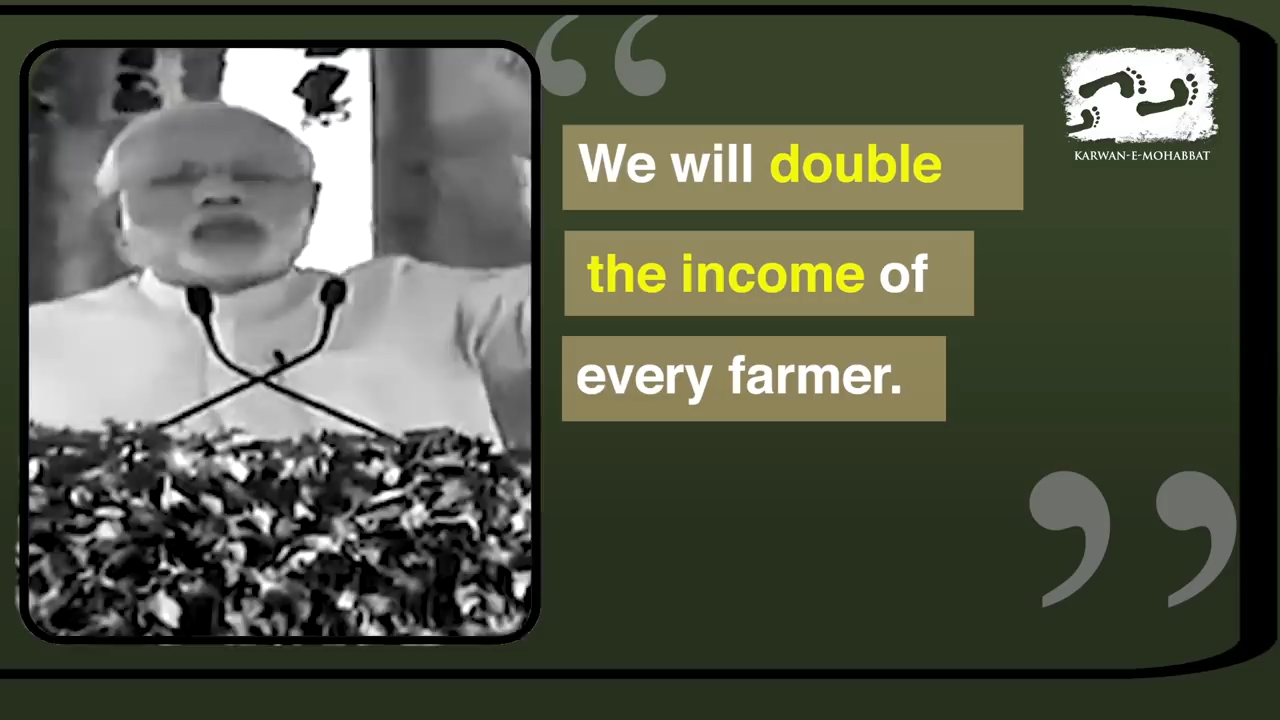 We will double
the income of
every farmer.
KARWAN-E-MOHABBAT